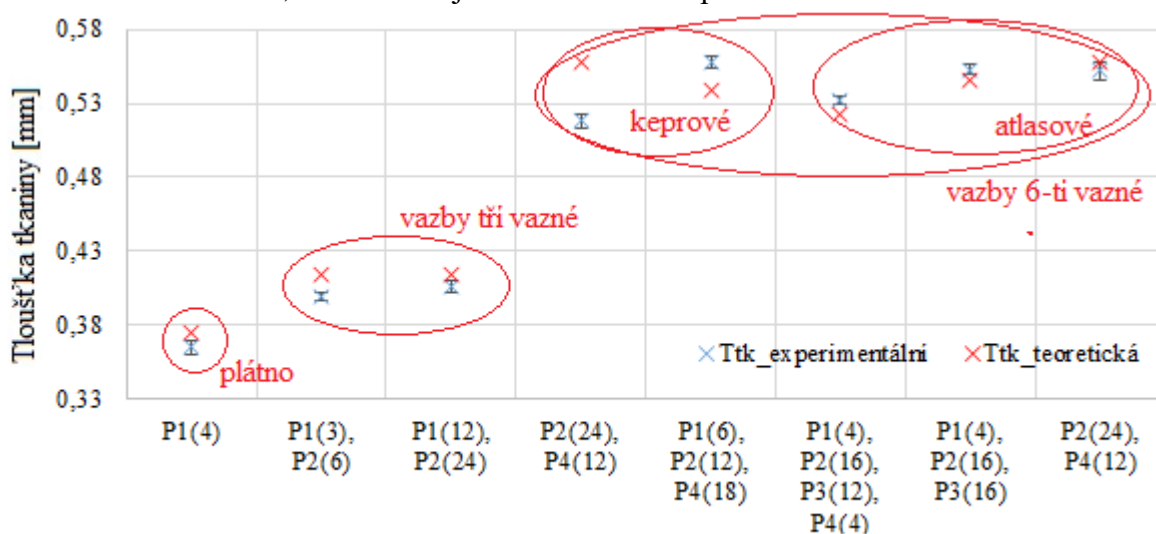 Tloušťka tkaniny [mm]
0,58
0,53
0,48
0,43
0,38
0,33
keprové
atlasové
vazby tří vazné
vazby 6-ti vazné
plátno
Ttk_experimentální
Ttk_teoretická
P1(4)
P1(3),
P2(6)
P1(12),
P2(24)
P2(24),
P4(12)
P1(6),
P2(12),
P4(18)
P1(4),
P2(16),
P3(12),
P4(4)
P1(4),
P2(16),
P3(16)
P2(24),
P4(12)